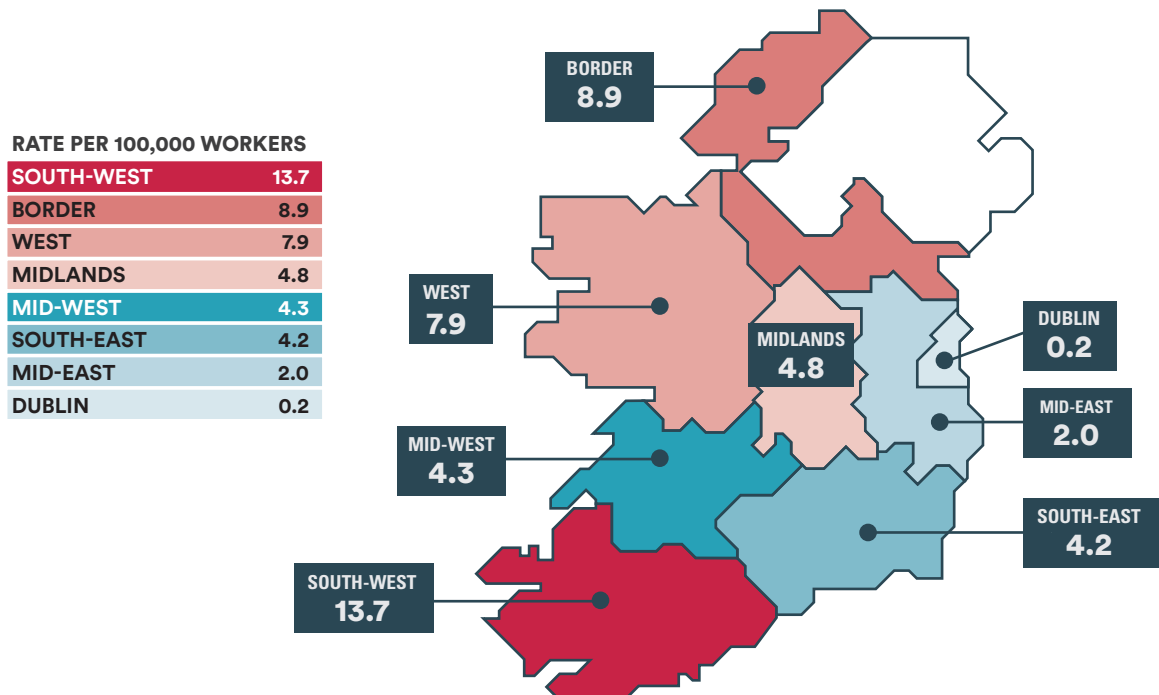 RATE PER 100,000 WORKERS
SOUTH-WEST 13.7
BORDER 8.9
WEST 7.9
MIDLANDS 4.8
MID-WEST 4.3
SOUTH-EAST 4.2
MID-EAST 2.0
DUBLIN 0.2
BORDER
8.9
WEST
7.9
MIDLANDS
4.8
DUBLIN
0.2
MID-EAST
2.0
MID-WEST
4.3
SOUTH-EAST
4.2
SOUTH-WEST
13.7